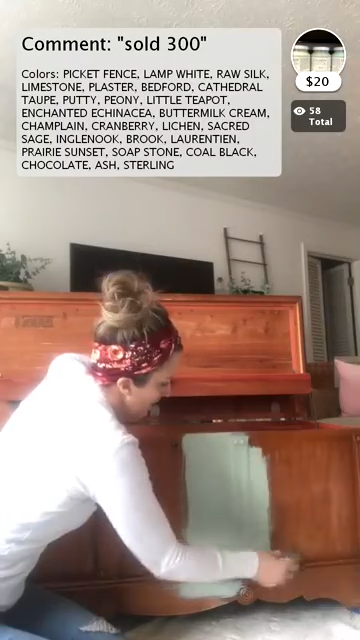 Comment: "sold 300"
Colors: PICKET FENCE, LAMP WHITE, RAW SILK,
LIMESTONE, PLASTER, BEDFORD, CATHEDRAL
TAUPE, PUTTY, PEONY, LITTLE TEAPOT,
ENCHANTED ECHINACEA, BUTTERMILK CREAM,
CHAMPLAIN, CRANBERRY, LICHEN, SACRED
SAGE, INGLENOOK, BROOK, LAURENTIEN,
PRAIRIE SUNSET, SOAP STONE, COAL BLACK,
CHOCOLATE, ASH, STERLING
$20
58
Total